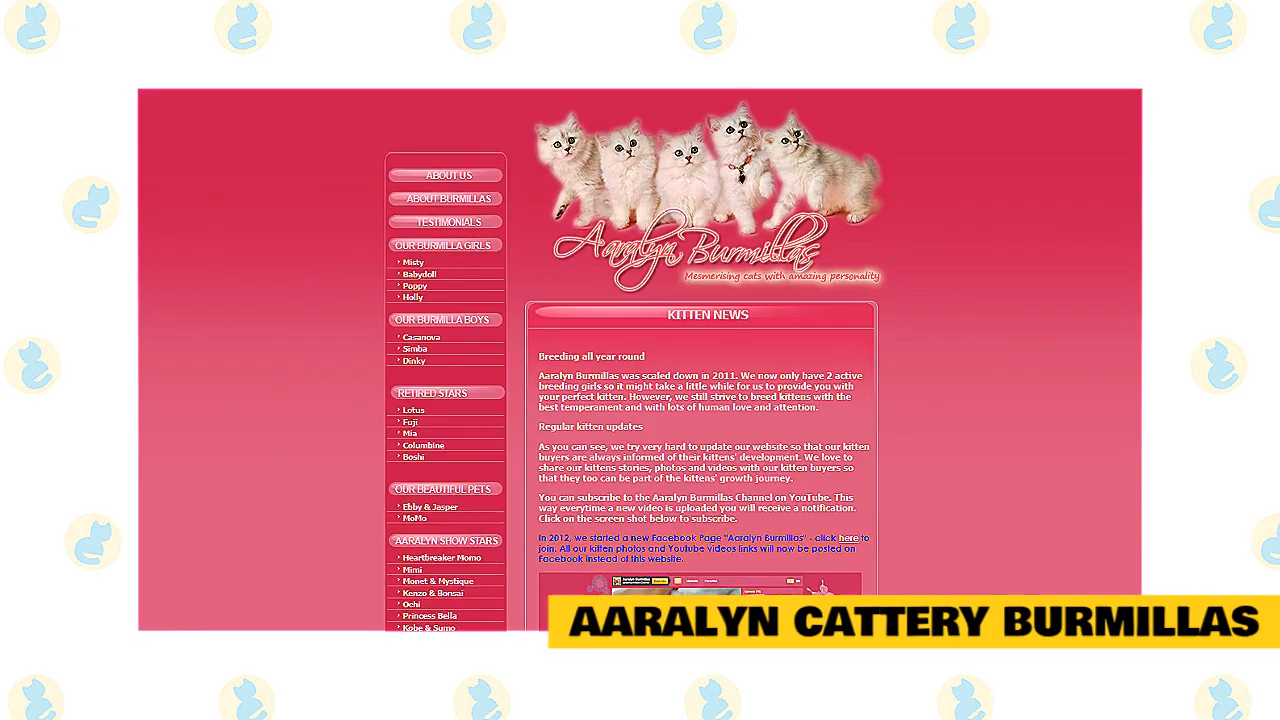 ABOUT US
ABOUT BURMILLAS
TESTIMONIALS
OUR BURMILLA GIRLS
Misty
Babydoll
Poppy
Holly
OUR BURMILLA BOYS
Casanova
Simba
Dinky
RETIRED STARS
Lotus
Fuji
Mia
Columbine
Boshi
OUR BEAUTIFUL PETS
Ebby & Jasper
MoMo
AARALYN SHOW STARS
Heartbreaker Momo
Mimi
Monet & Mystique
Kenzo & Bonsai
Ochi
Princess Bella
Kobe & Sumo
Aaralyn Burmillas
Mesmerising cats with amazing personality
KITTEN NEWS
Breeding all year round
Aaralyn Burmillas was scaled down in 2011. We now only have 2 active
breeding girls so it might take a little while for us to provide you with
your perfect kitten. However, we still strive to breed kittens with the
best temperament and with lots of human love and attention.
Regular kitten updates
As you can see, we try very hard to update our website so that our kitten
buyers are always informed of their kittens' development. We love to
share our kittens stories, photos and videos with our kitten buyers so
that they too can be part of the kittens' growth journey.
You can subscribe to the Aaralyn Burmillas Channel on YouTube. This
way everytime a new video is uploaded you will receive a notification.
Click on the screen shot below to subscribe.
In 2012, we started a new Facebook Page "Aaralyn Burmillas" - click here to
join. All our kitten photos and Youtube videos links will now be posted on
Facebook instead of this website.
AARALYN CATTERY BURMILLAS